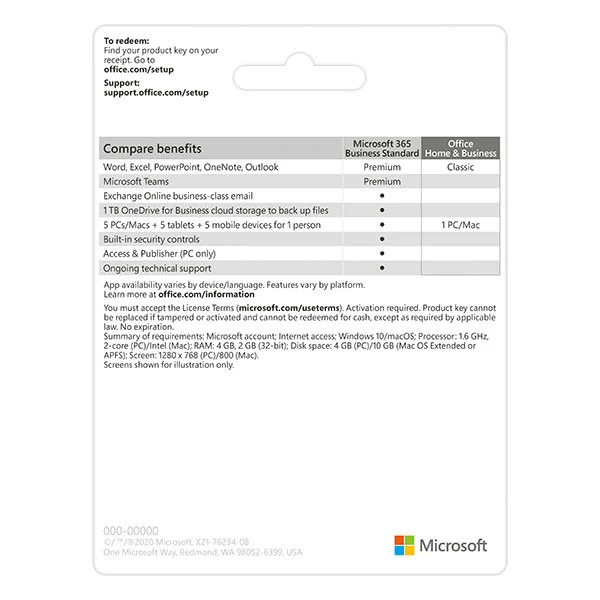 To redeem:
Find your product key on your
receipt. Go to
office.com/setup
Support:
support.office.com/setup
Compare benefits Microsoft 365 Business Standard Office Home & Business
Word, Excel, PowerPoint, OneNote, Outlook Premium Classic
Microsoft Teams Premium
Exchange Online business-class email •
1 TB OneDrive for Business cloud storage to back up files •
5 PCs/Macs + 5 tablets + 5 mobile devices for 1 person • 1 PC/Mac
Built-in security controls •
Access & Publisher (PC only) •
Ongoing technical support •
App availability varies by device/language. Features vary by platform.
Learn more at office.com/information
You must accept the License Terms (microsoft.com/useterms). Activation required. Product key cannot
be replaced if tampered or activated and cannot be redeemed for cash, except as required by applicable
law. No expiration.
Summary of requirements: Microsoft account; Internet access; Windows 10/macOS; Processor: 1.6 GHz,
2-core (PC)/Intel (Mac); RAM: 4 GB, 2 GB (32-bit); Disk space: 4 GB (PC)/10 GB (Mac OS Extended or
APFS); Screen: 1280 x 768 (PC)/800 (Mac).
Screens shown for illustration only.
000-00000
©/™/®2020 Microsoft. X21-76234-08
One Microsoft Way, Redmond, WA 98052-6399, USA
Microsoft